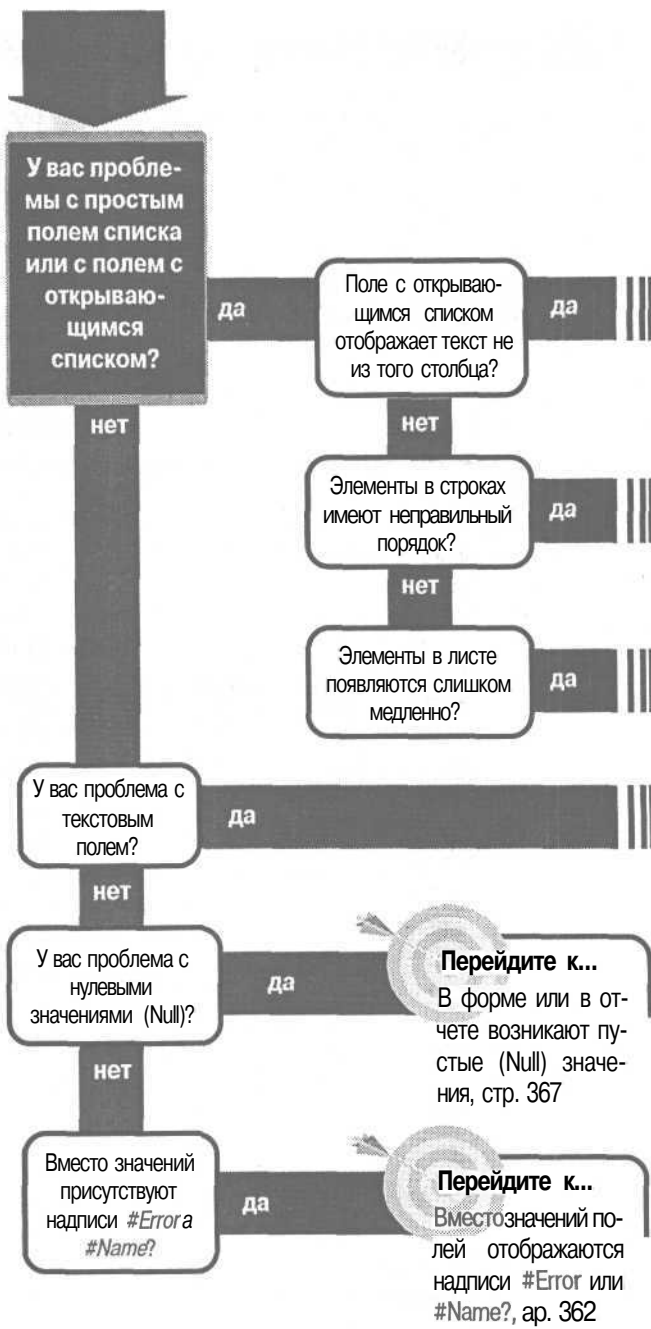 У вас пробле-
мы с простым
полем списка
или с полем с
открываю-
щимся
списком?
да
Поле с открываю-
щимся списком
отображает текст не
из того столбца?
да
нет
нет
Элементы в строках
имеют неправильный
порядок?
да
нет
Элементы в листе
появляются слишком
медленно?
да
У вас проблема с
текстовым
полем?
да
нет
У вас проблема с
нулевыми
значениями (Null)?
да
Перейдите к...
В форме или в от-
чете возникают пу-
стые (Null) значе-
ния, стр. 367
нет
Вместо значений
присутствуют
надписи #Error а
#Name?
да
Перейдите к...
Вместозначений по-
лей отображаются
надписи #Error или
#Name?, ар. 362